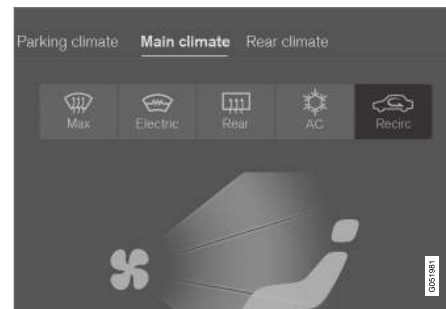 Parking climate Main climate Rear climate
Max Electric Rear AC Recirc
G051981